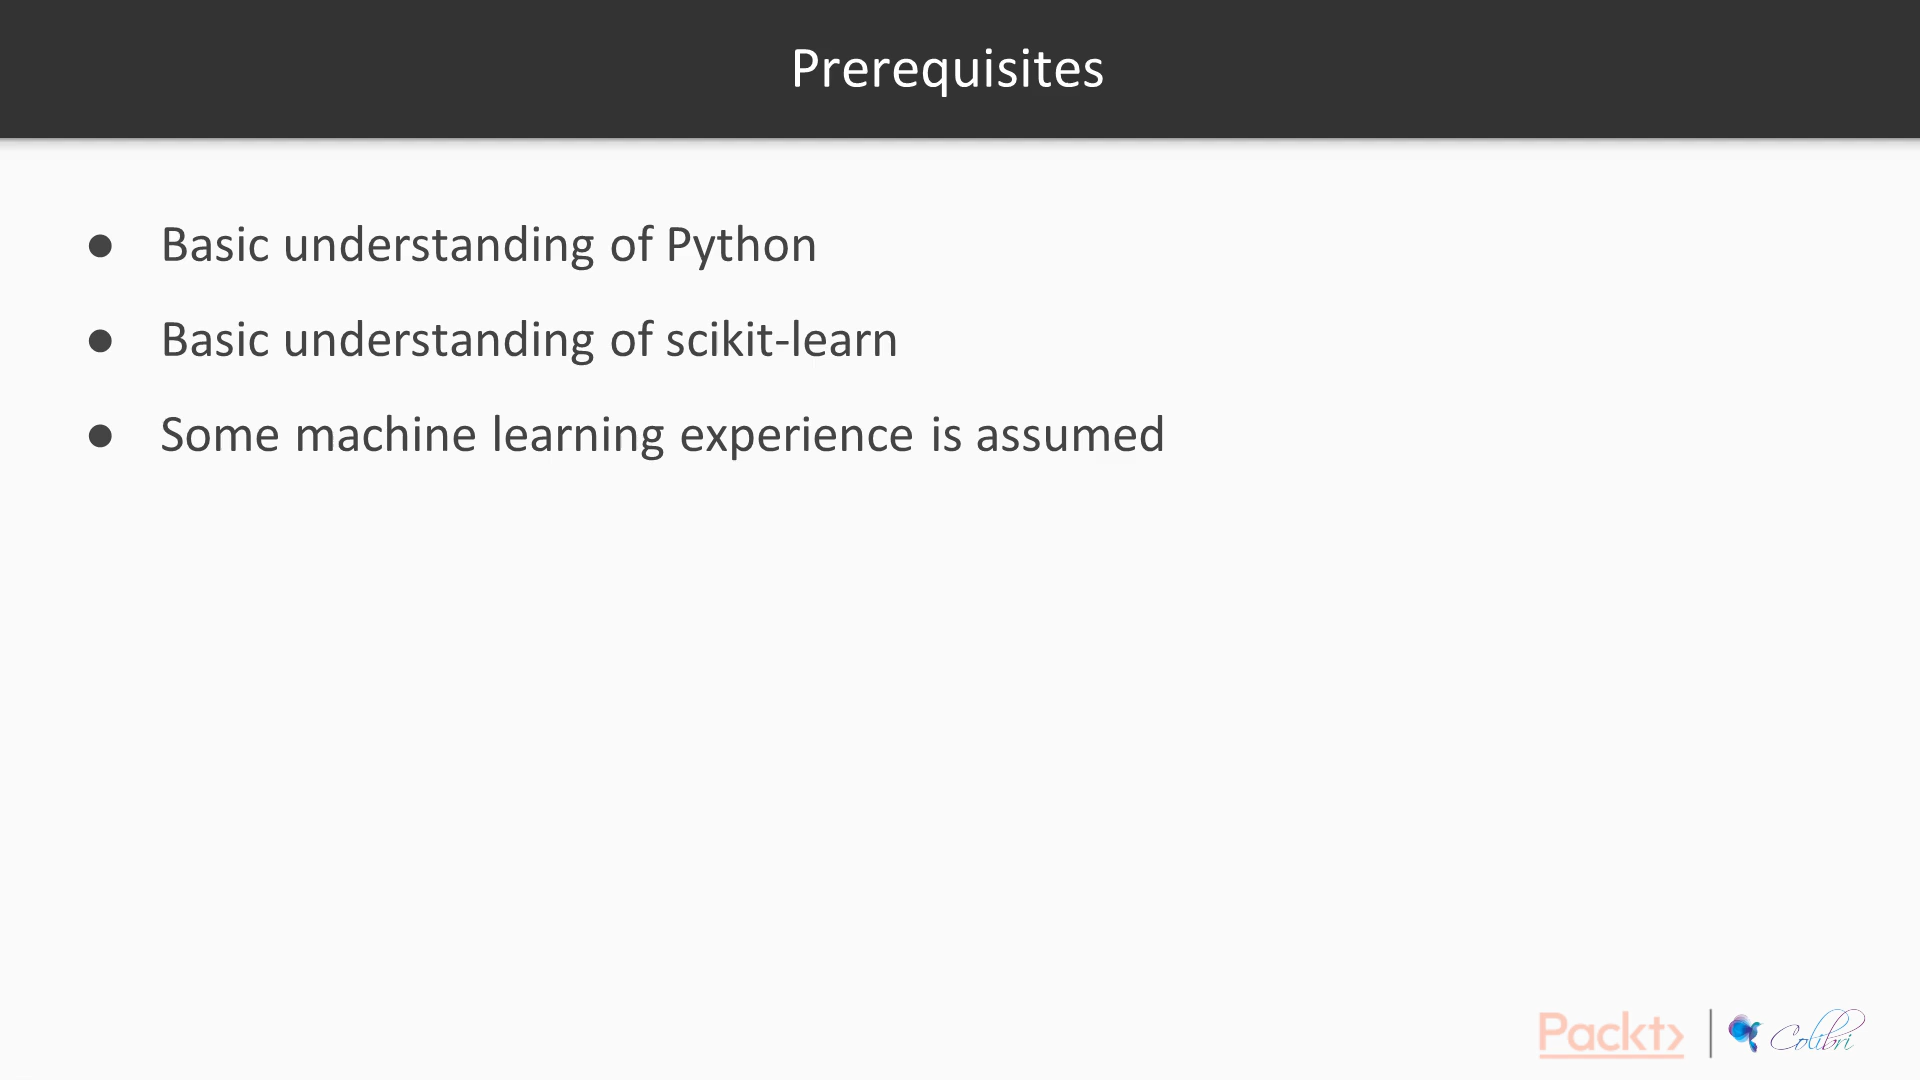 Prerequisites
● Basic understanding of Python
● Basic understanding of scikit-learn
● Some machine learning experience is assumed
Packt> | Colibri